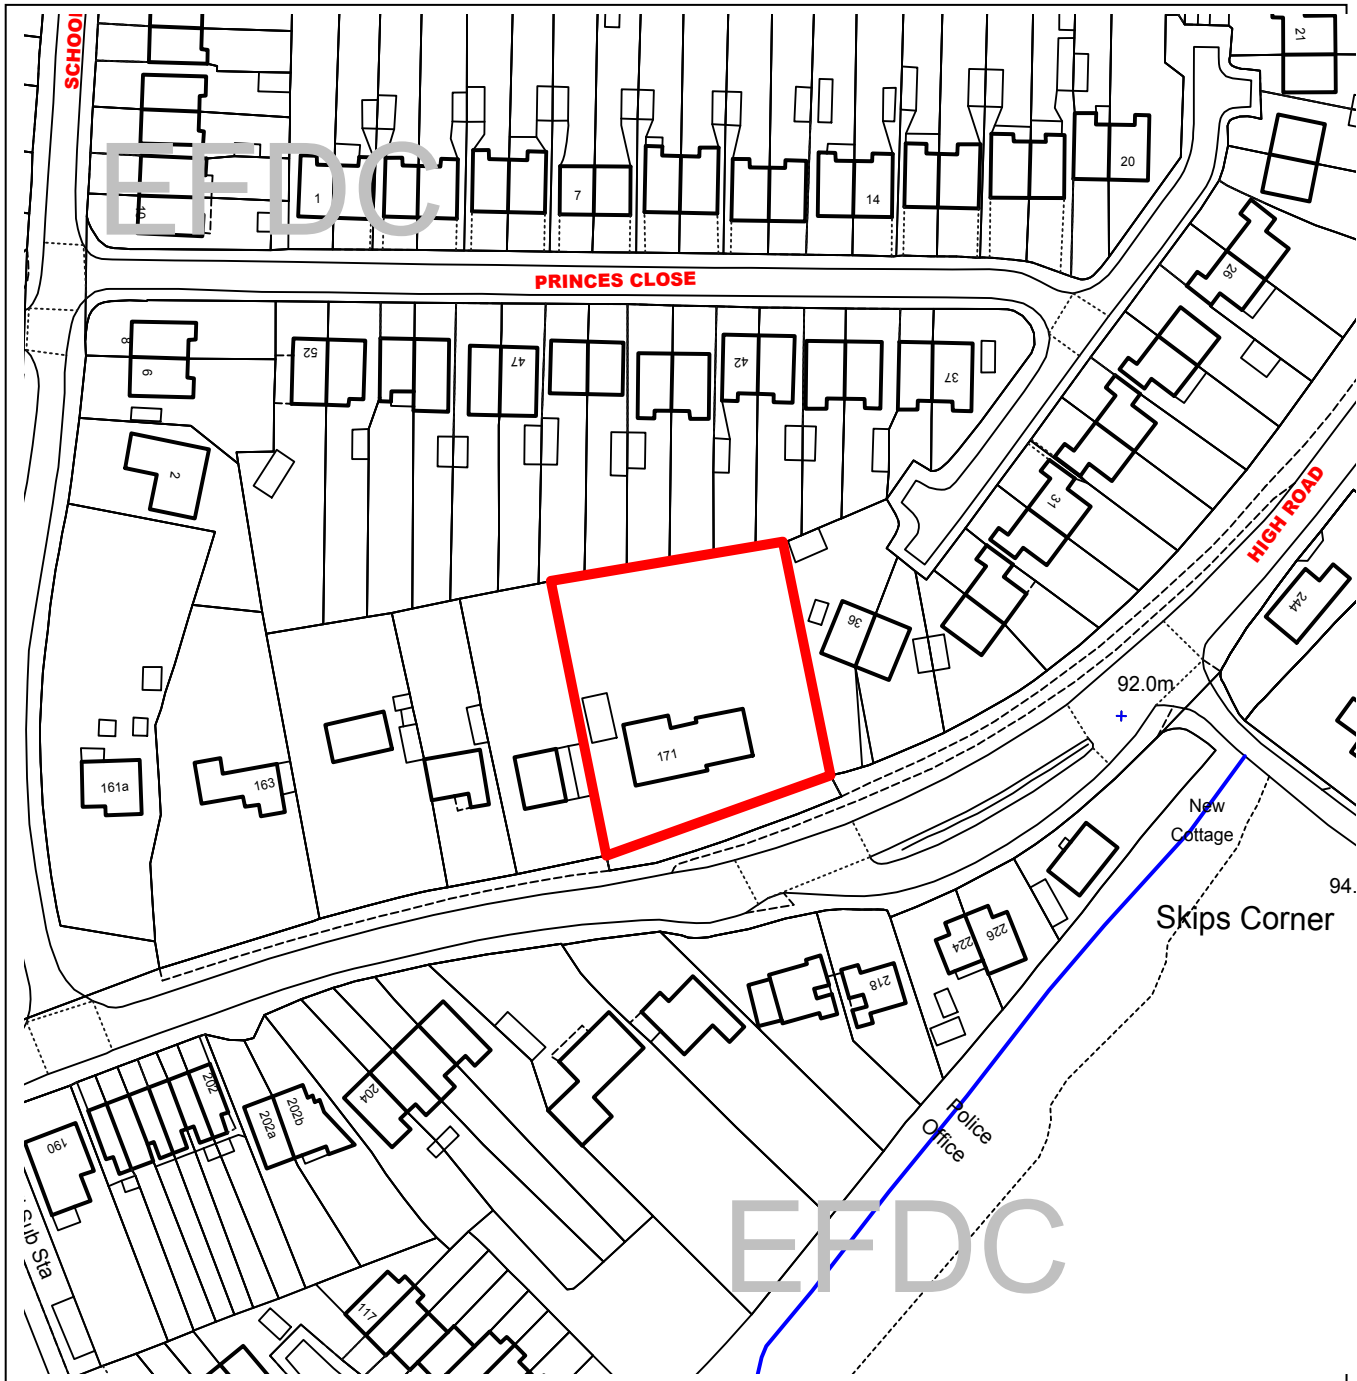 SCHOOL
21
EFDC
1
7
14
20
10
PRINCES CLOSE
26
8
6
52
47
42
37
2
31
HIGH ROAD
244
36
92.0m
171
161a
163
New
Cottage
94.
Skips Corner
224
226
218
202
204
202a
202b
190
Police
Office
Sub Sta
EFDC
117